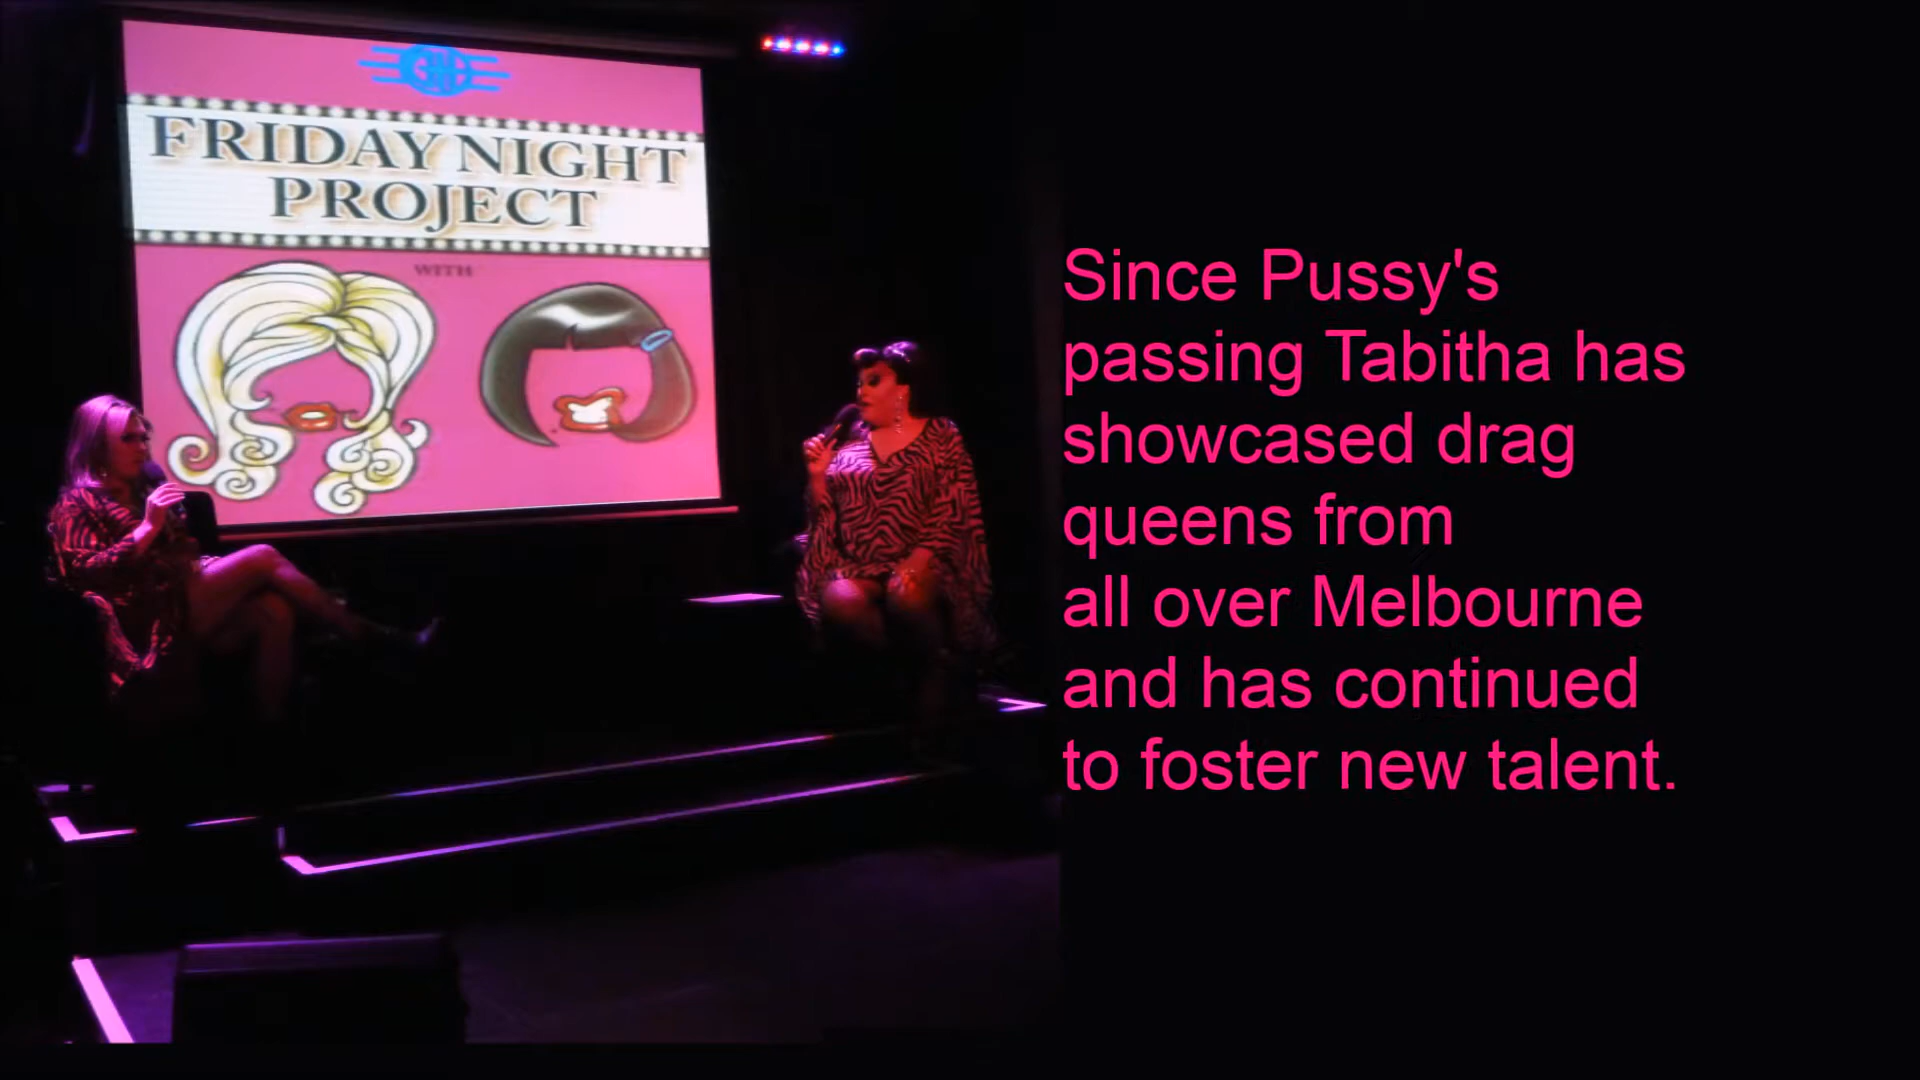 FRIDAY NIGHT
PROJECT
WITH
Since Pussy's
passing Tabitha has
showcased drag
queens from
all over Melbourne
and has continued
to foster new talent.